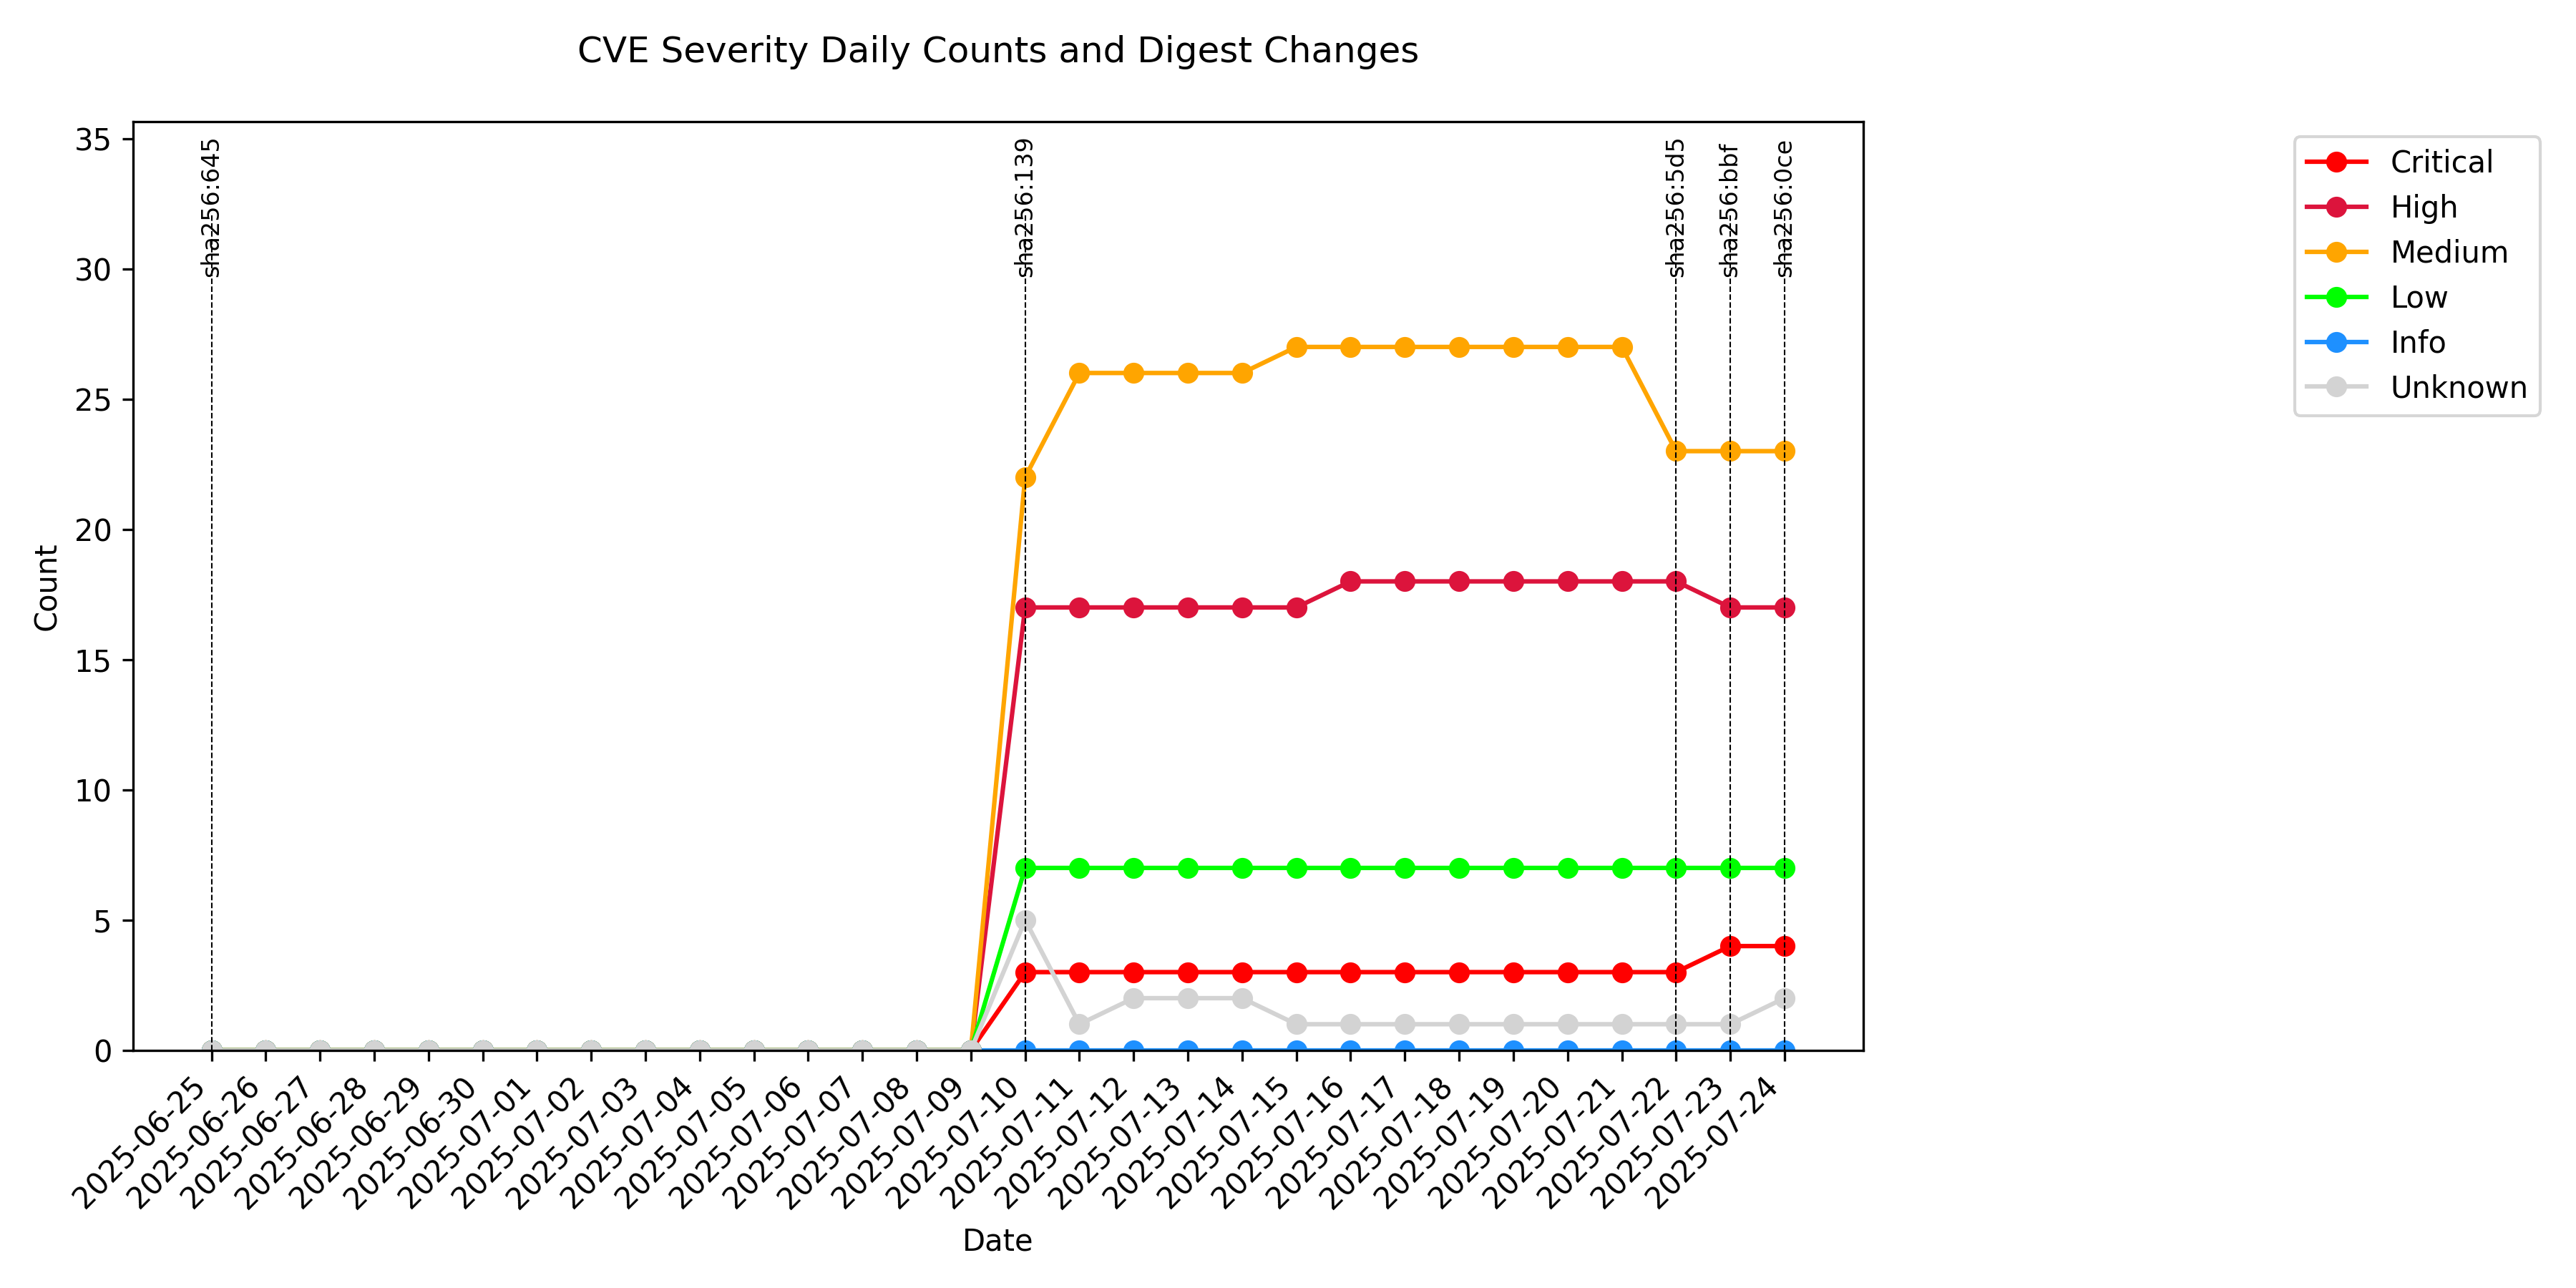 CVE Severity Daily Counts and Digest Changes
35
30
25
20
15
10
5
0
Count
sha256:645
sha256:139
sha256:5d5
sha256:bbf
sha256:0ce
Critical
High
Medium
Low
Info
Unknown
2025-06-25
2025-06-26
2025-06-27
2025-06-28
2025-06-29
2025-06-30
2025-07-01
2025-07-02
2025-07-03
2025-07-04
2025-07-05
2025-07-06
2025-07-07
2025-07-08
2025-07-09
2025-07-10
2025-07-11
2025-07-12
2025-07-13
2025-07-14
2025-07-15
2025-07-16
2025-07-17
2025-07-18
2025-07-19
2025-07-20
2025-07-21
2025-07-22
2025-07-23
2025-07-24
Date